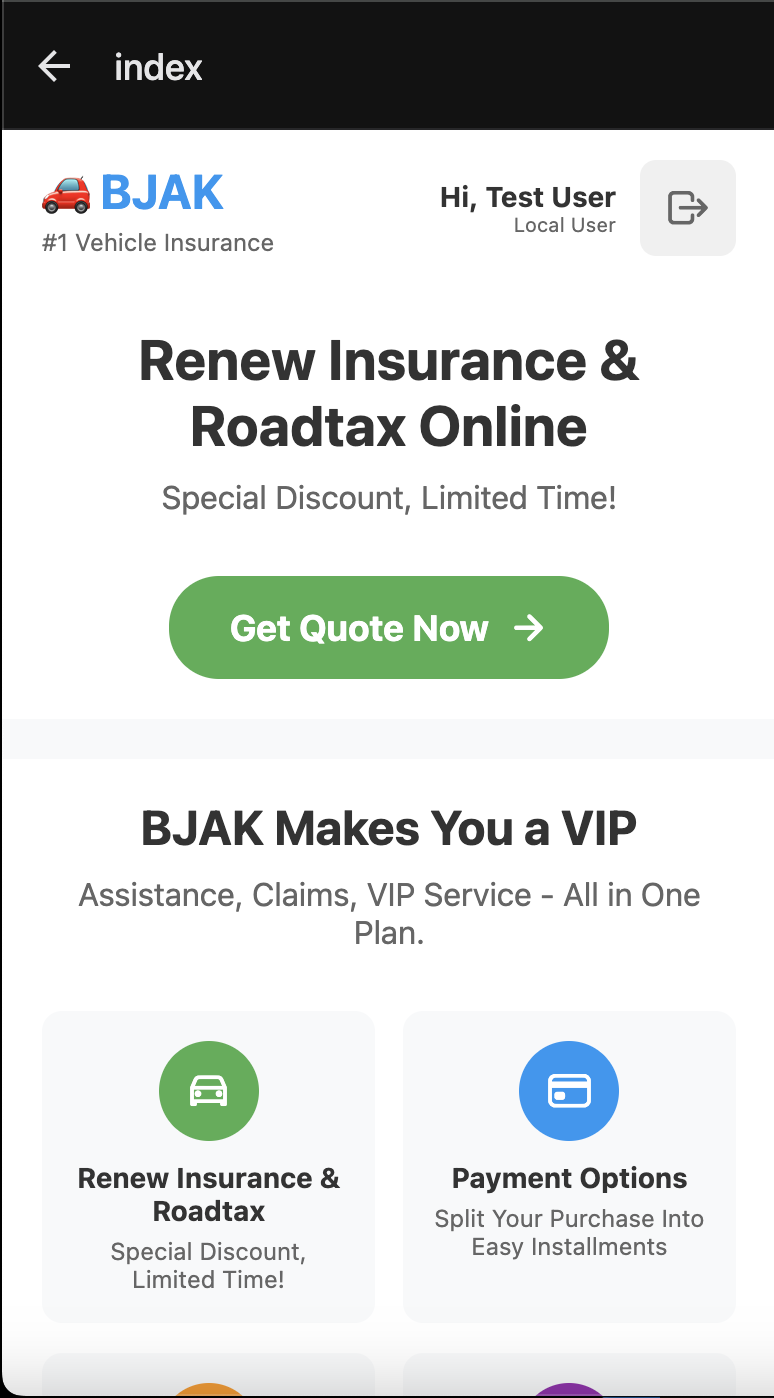 index
BJAK
#1 Vehicle Insurance
Hi, Test User
Local User
Renew Insurance &
Roadtax Online
Special Discount, Limited Time!
Get Quote Now
BJAK Makes You a VIP
Assistance, Claims, VIP Service - All in One
Plan.
Renew Insurance &
Roadtax
Special Discount,
Limited Time!
Payment Options
Split Your Purchase Into
Easy Installments